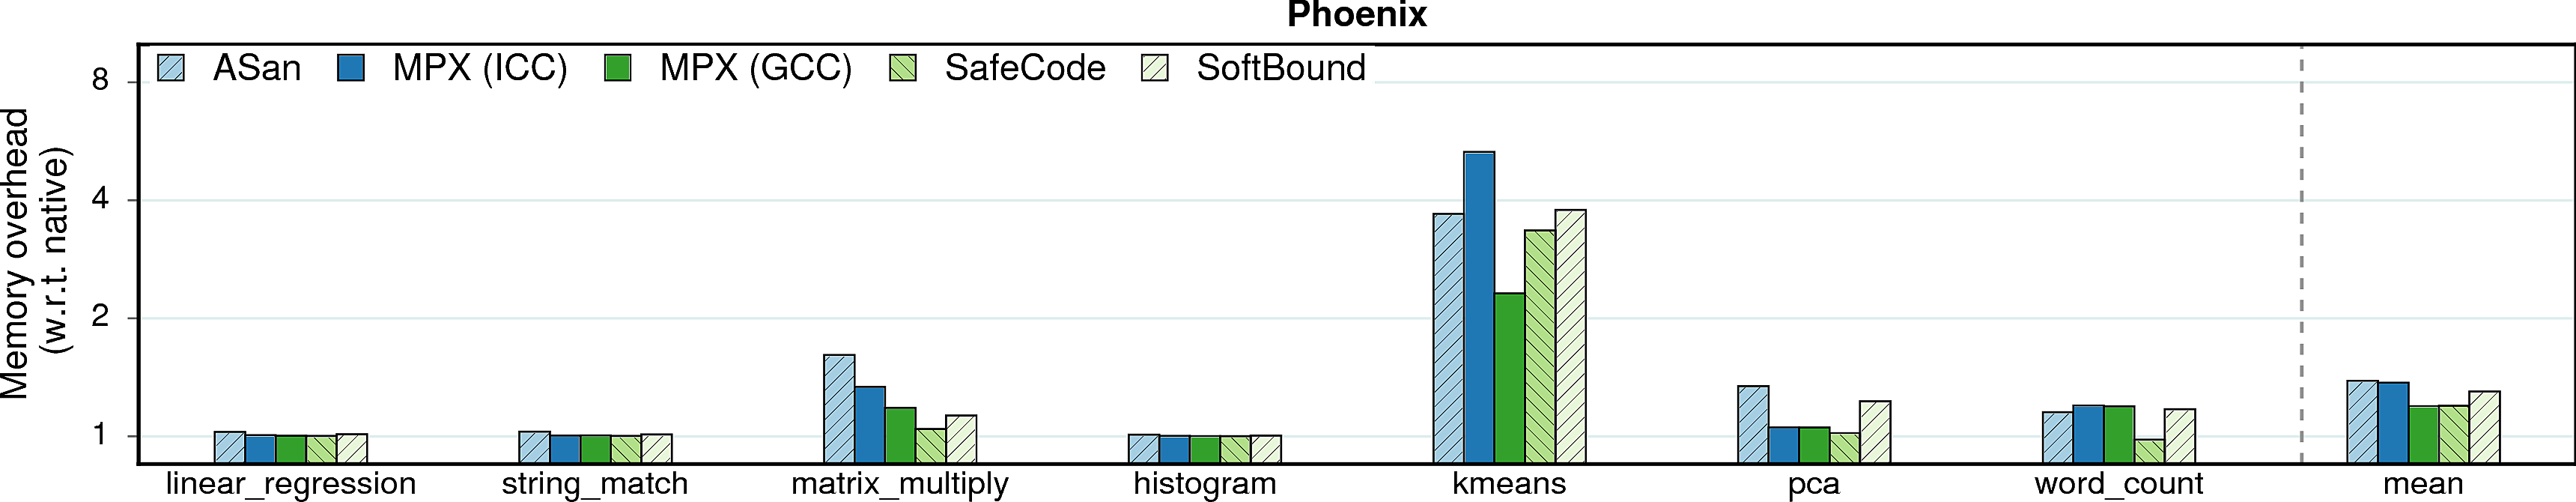 Phoenix
ASan MPX (ICC) MPX (GCC) SafeCode SoftBound
Memory overhead
(w.r.t. native)
8
4
2
1
linear_regression string_match matrix_multiply histogram kmeans pca word_count mean